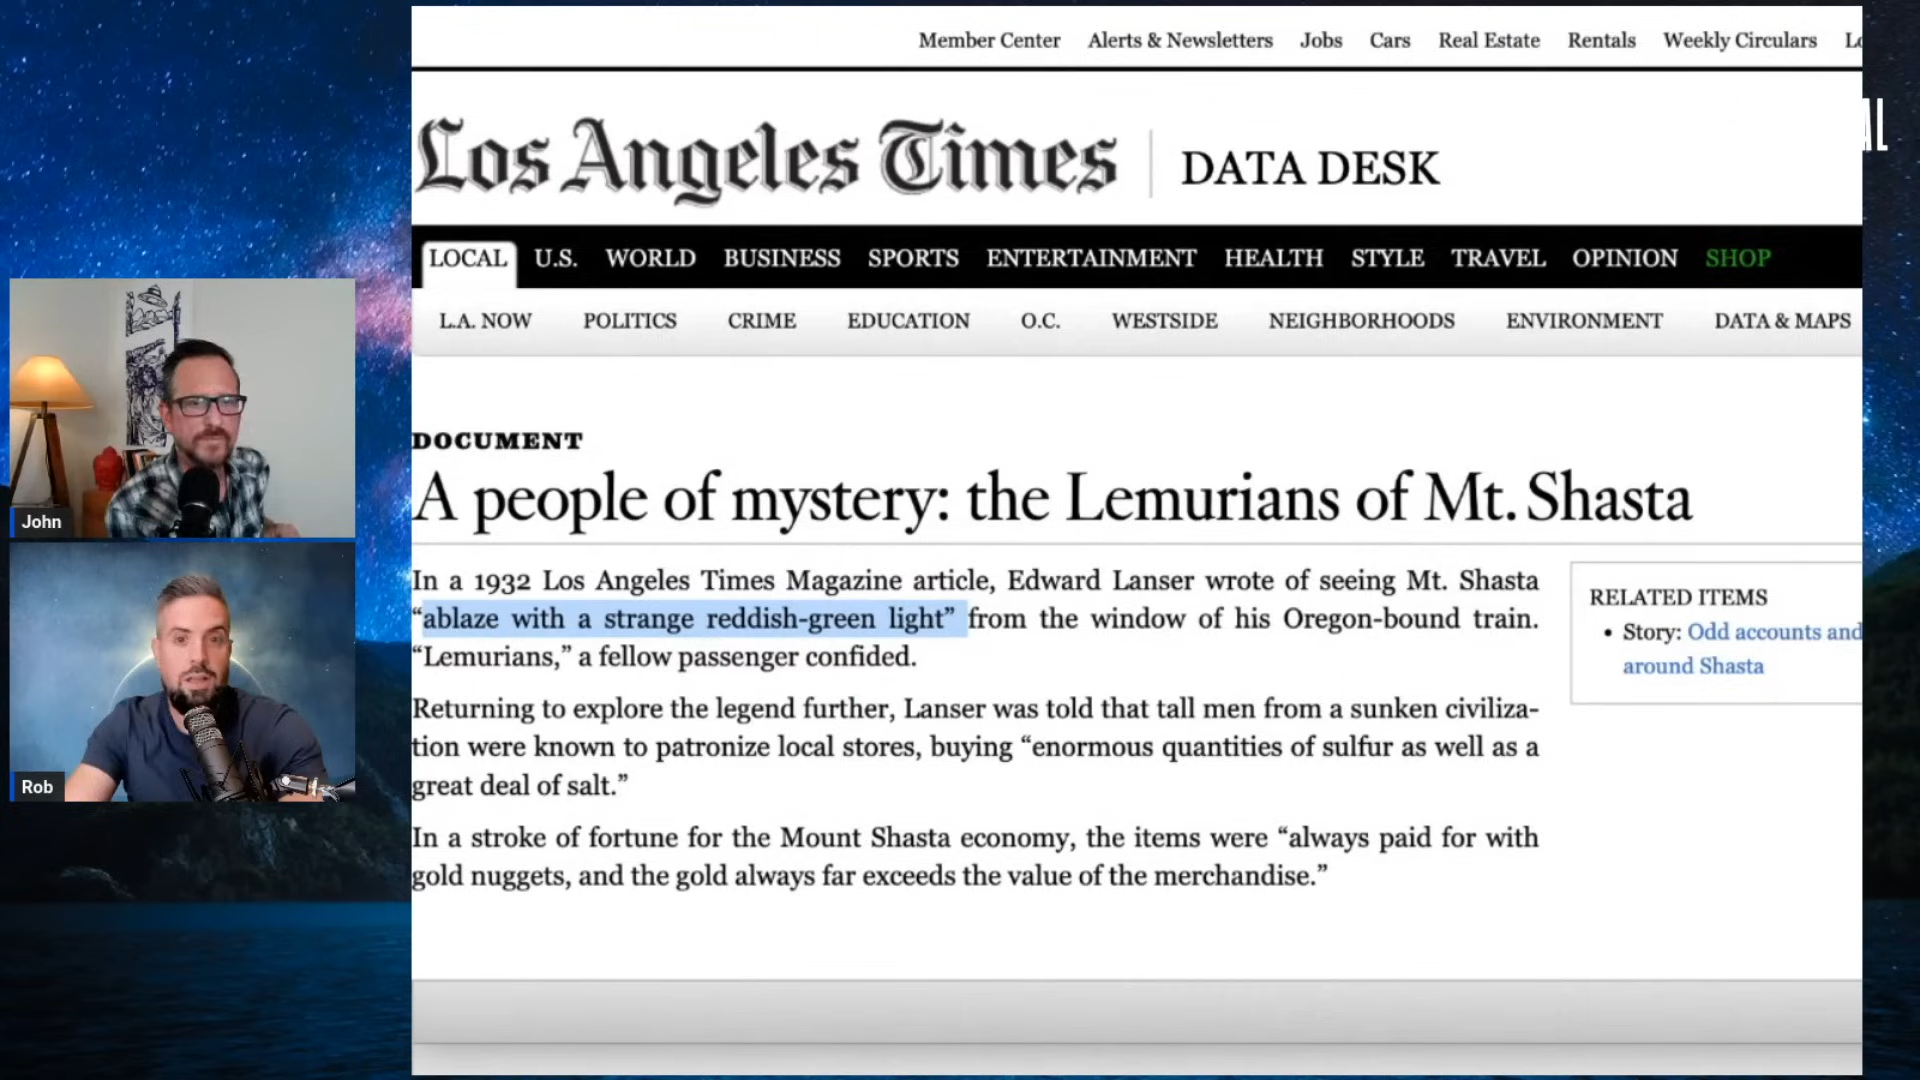 Member Center Alerts & Newsletters Jobs Cars Real Estate Rentals Weekly Circulars
Los Angeles Times DATA DESK
AL
LOCAL U.S. WORLD BUSINESS SPORTS ENTERTAINMENT HEALTH STYLE TRAVEL OPINION SHOP
L.A. NOW POLITICS CRIME EDUCATION O.C. WESTSIDE NEIGHBORHOODS ENVIRONMENT DATA & MAPS
DOCUMENT
A people of mystery: the Lemurians of Mt. Shasta
In a 1932 Los Angeles Times Magazine article, Edward Lanser wrote of seeing Mt. Shasta
“ablaze with a strange reddish-green light” from the window of his Oregon-bound train.
“Lemurians,” a fellow passenger confided.
Returning to explore the legend further, Lanser was told that tall men from a sunken civiliza-
tion were known to patronize local stores, buying “enormous quantities of sulfur as well as a
great deal of salt.”
In a stroke of fortune for the Mount Shasta economy, the items were “always paid for with
gold nuggets, and the gold always far exceeds the value of the merchandise.”
RELATED ITEMS
• Story: Odd accounts and
around Shasta
John
Rob